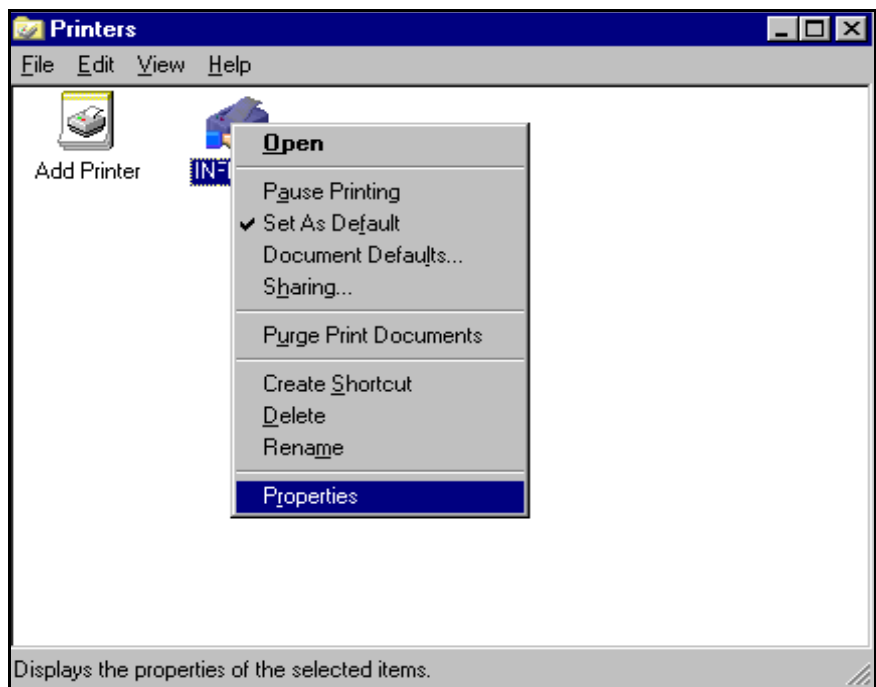 Printers
File Edit View Help
Add Printer
Open
Pause Printing
Set As Default
Document Defaults...
Sharing...
Purge Print Documents
Create Shortcut
Delete
Rename
Properties
Displays the properties of the selected items.